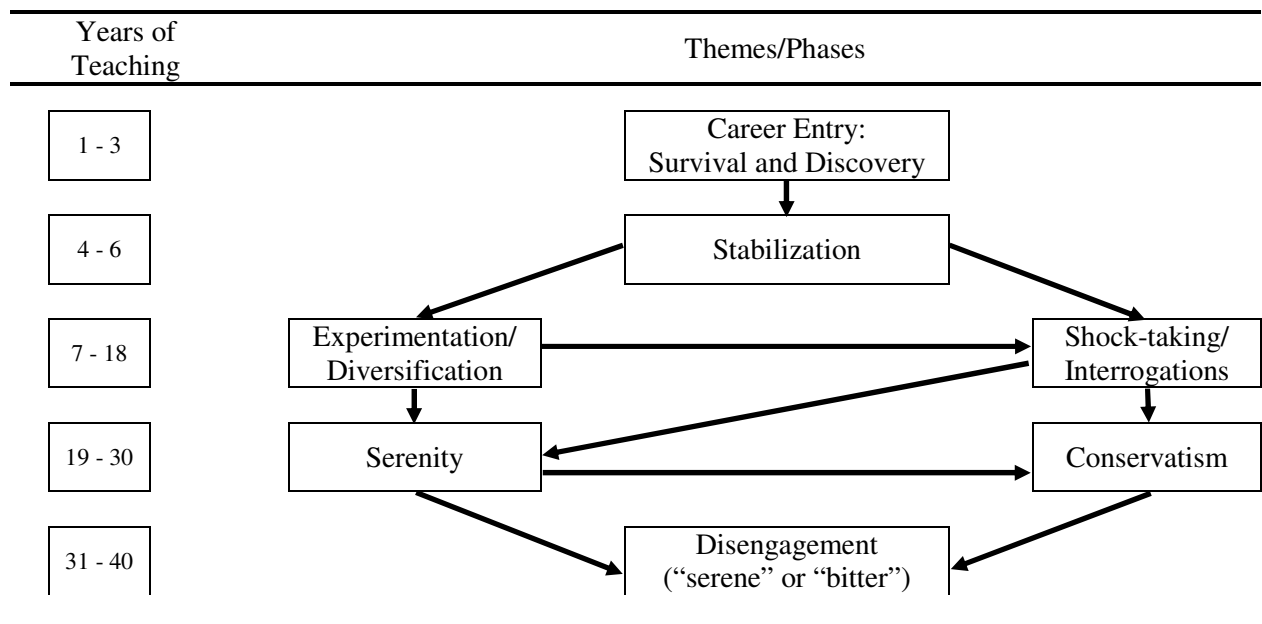 Years of
Teaching
Themes/Phases
1 - 3
Career Entry:
Survival and Discovery
4 - 6
Stabilization
7 - 18
Experimentation/
Diversification
Shock-taking/
Interrogations
19 - 30
Serenity
Conservatism
31 - 40
Disengagement
(“serene” or “bitter”)